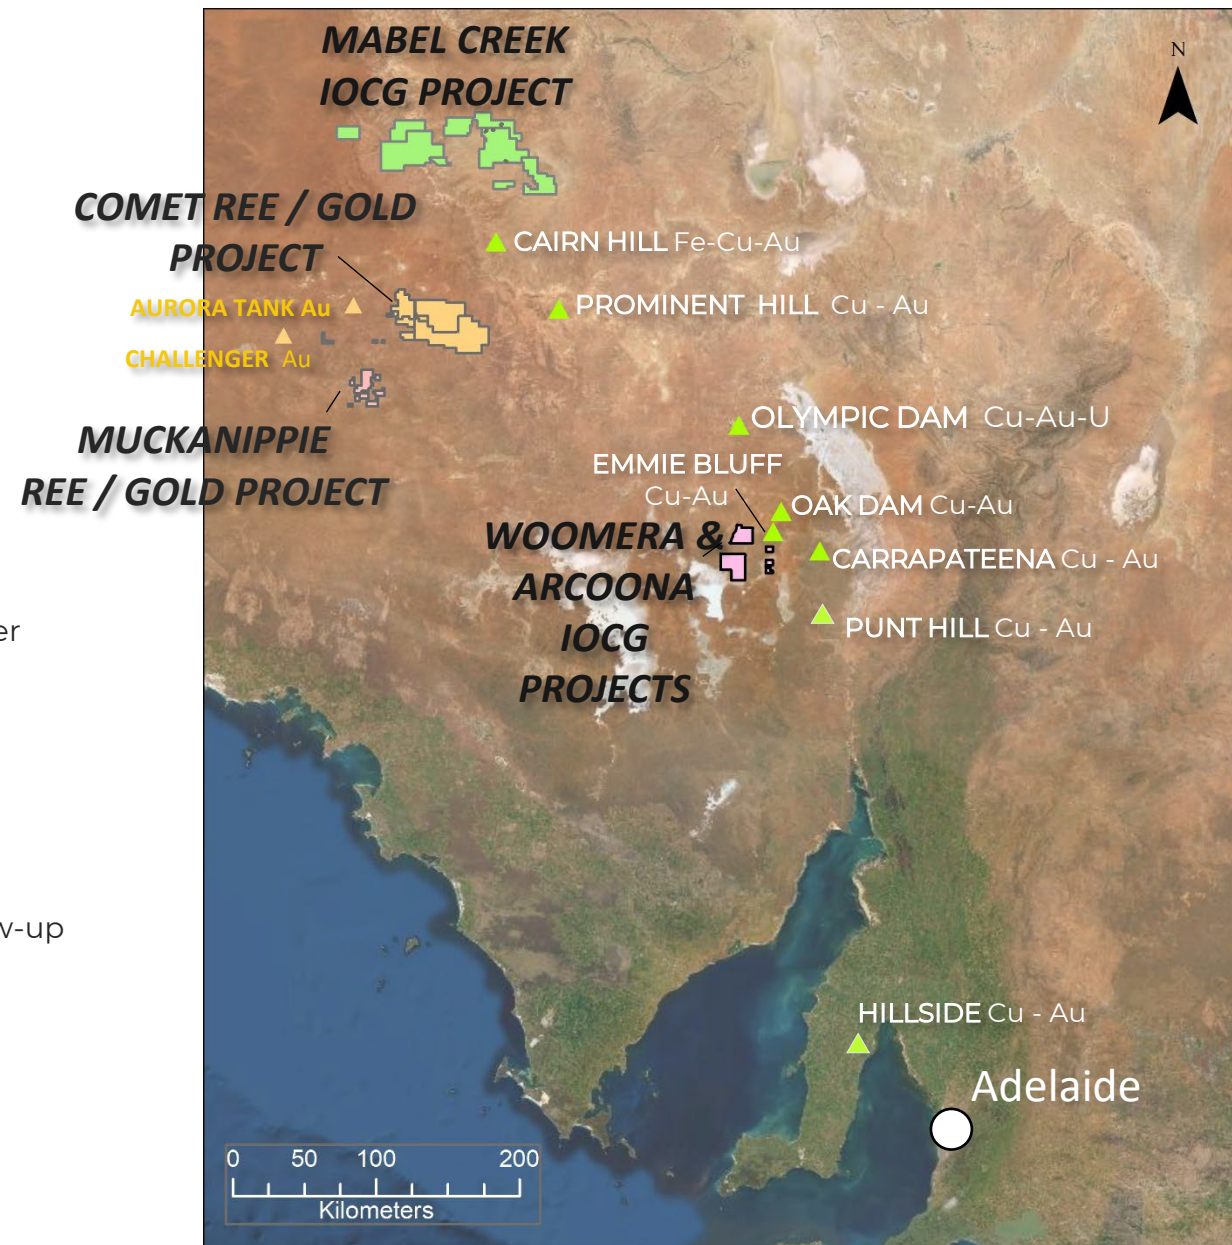 MABEL CREEK
IOCG PROJECT
N
COMET REE / GOLD
PROJECT
CAIRN HILL Fe-Cu-Au
AURORA TANK Au
PROMINENT HILL Cu - Au
CHALLENGER Au
MUCKANIPPIE
REE / GOLD PROJECT
OLYMPIC DAM Cu-Au-U
EMMIE BLUFF
Cu-Au
OAK DAM Cu-Au
WOOMERA &
ARCOONA
IOCG
PROJECTS
CARRAPATEENA Cu - Au
PUNT HILL Cu - Au
er
w-up
HILLSIDE Cu - Au
Adelaide
0 50 100 200
Kilometers